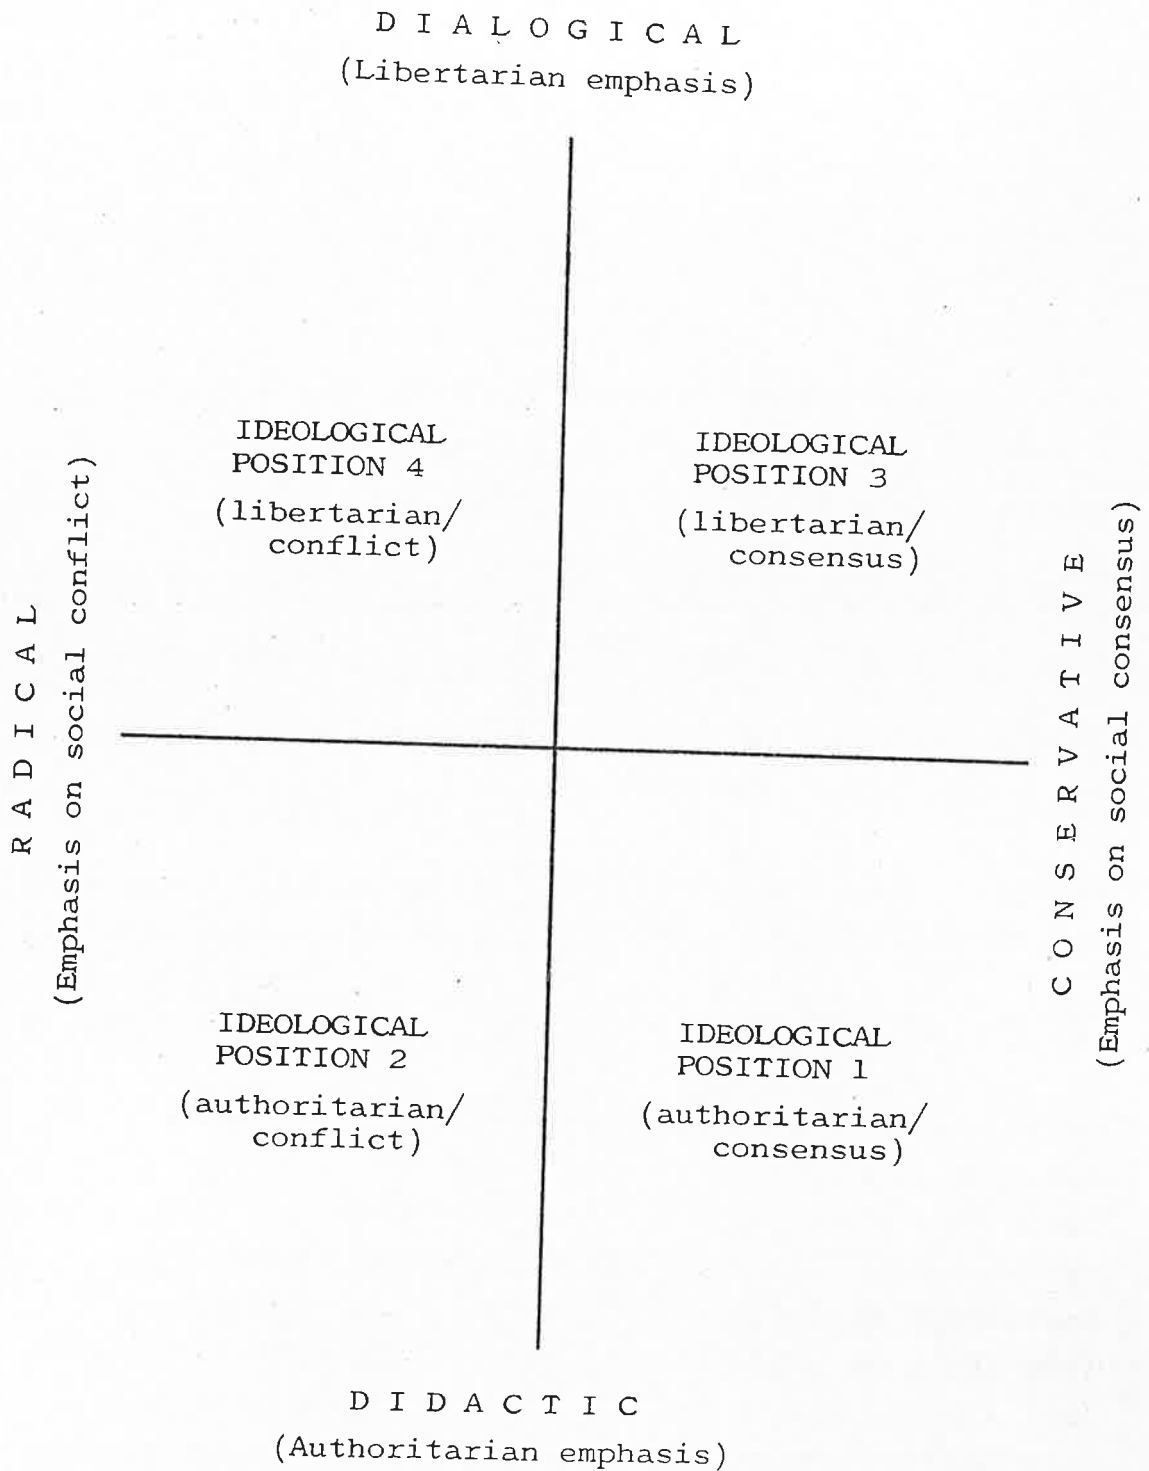 D I A L O G I C A L
(Libertarian emphasis)
IDEOLOGICAL
POSITION 4
(libertarian/
conflict)
IDEOLOGICAL
POSITION 3
(libertarian/
consensus)
R A D I C A L
(Emphasis on social conflict)
C O N S E R V A T I V E
(Emphasis on social consensus)
IDEOLOGICAL
POSITION 2
(authoritarian/
conflict)
IDEOLOGICAL
POSITION 1
(authoritarian/
consensus)
D I D A C T I C
(Authoritarian emphasis)